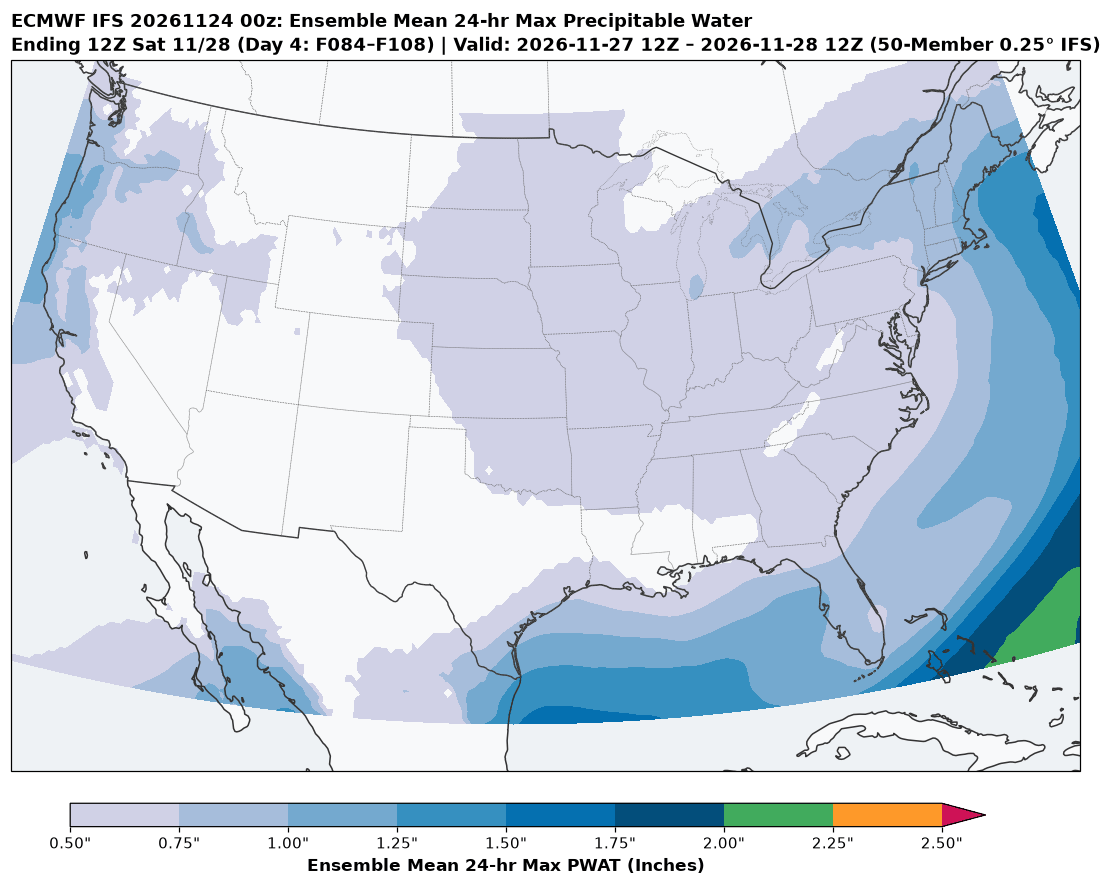 ECMWF IFS 20261124 00z: Ensemble Mean 24-hr Max Precipitable Water
Ending 12Z Sat 11/28 (Day 4: F084–F108) | Valid: 2026-11-27 12Z – 2026-11-28 12Z (50-Member 0.25° IFS)
0.50" 0.75" 1.00" 1.25" 1.50" 1.75" 2.00" 2.25" 2.50"
Ensemble Mean 24-hr Max PWAT (Inches)